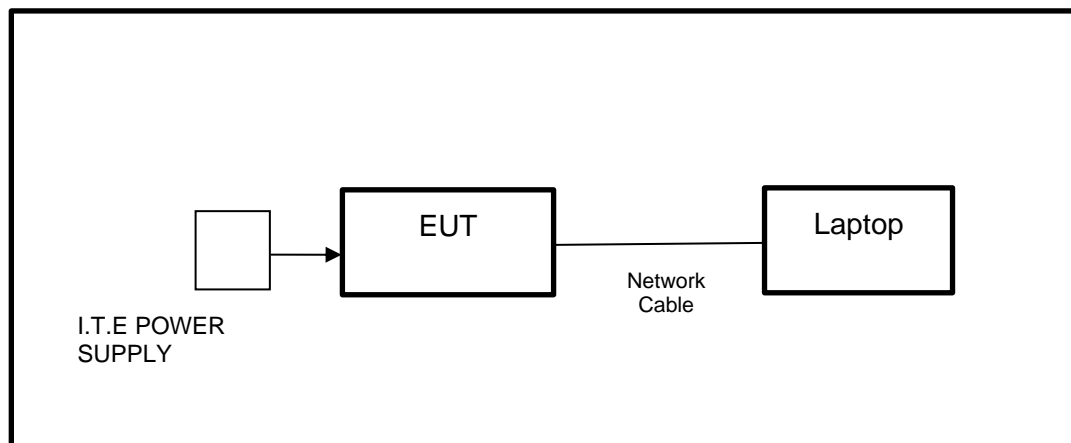 EUT
Laptop
Network
Cable
I.T.E POWER
SUPPLY